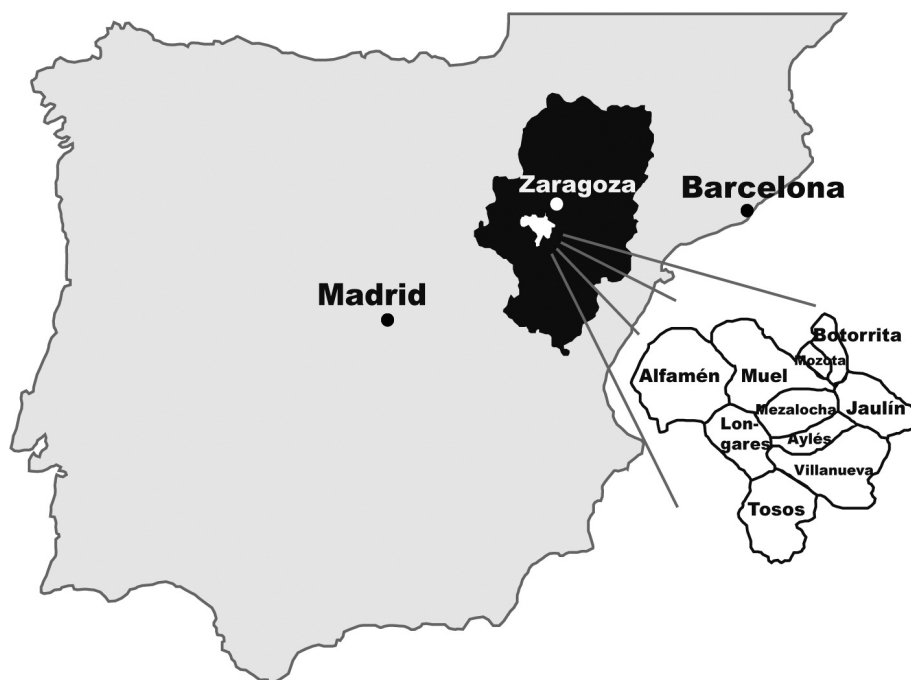 Zaragoza
Barcelona
Madrid
Botorrita
Mozota
Alfamén
Muel
Mezalocha
Jaulín
Lon-
gares
Aylés
Villanueva
Tosos